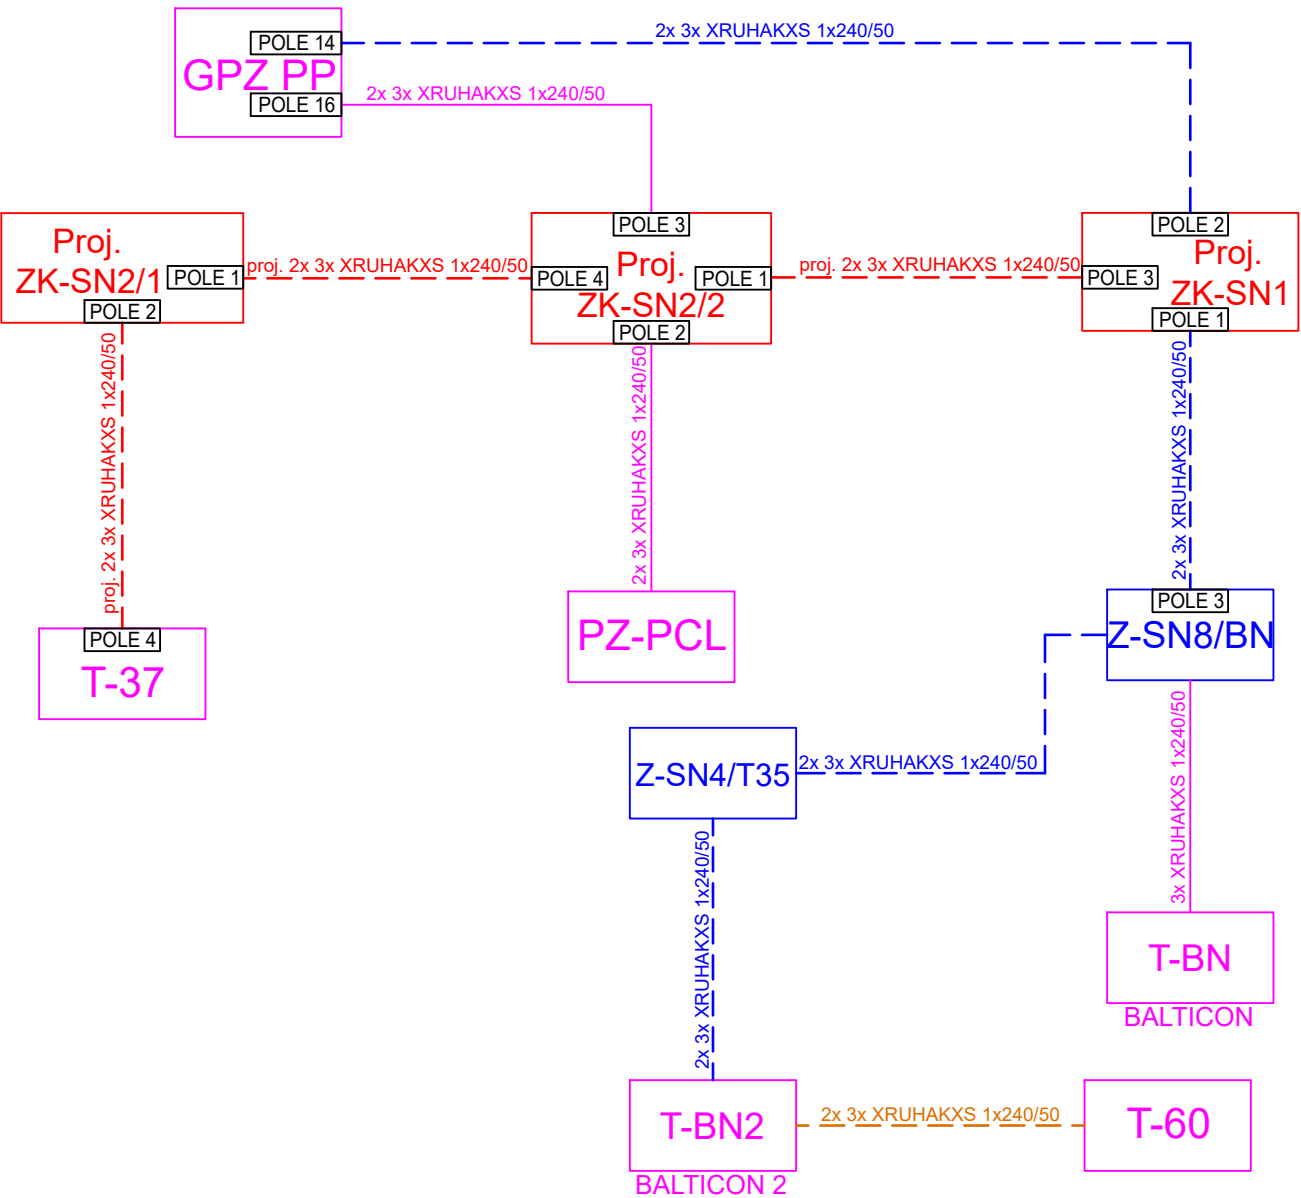 2x 3x XRUHAKXS 1x240/50
POLE 14
GPZ PP
POLE 16
2x 3x XRUHAKXS 1x240/50
Proj.
ZK-SN2/1
POLE 1
POLE 2
proj. 2x 3x XRUHAKXS 1x240/50
POLE 3
POLE 4
Proj.
ZK-SN2/2
POLE 1
POLE 2
proj. 2x 3x XRUHAKXS 1x240/50
POLE 2
Proj.
ZK-SN1
POLE 3
POLE 1
proj. 2x 3x XRUHAKXS 1x240/50
2x 3x XRUHAKXS 1x240/50
2x 3x XRUHAKXS 1x240/50
POLE 4
T-37
PZ-PCL
POLE 3
Z-SN8/BN
Z-SN4/T35
2x 3x XRUHAKXS 1x240/50
3x XRUHAKXS 1x240/50
2x 3x XRUHAKXS 1x240/50
T-BN
BALTICON
T-BN2
BALTICON 2
2x 3x XRUHAKXS 1x240/50
T-60